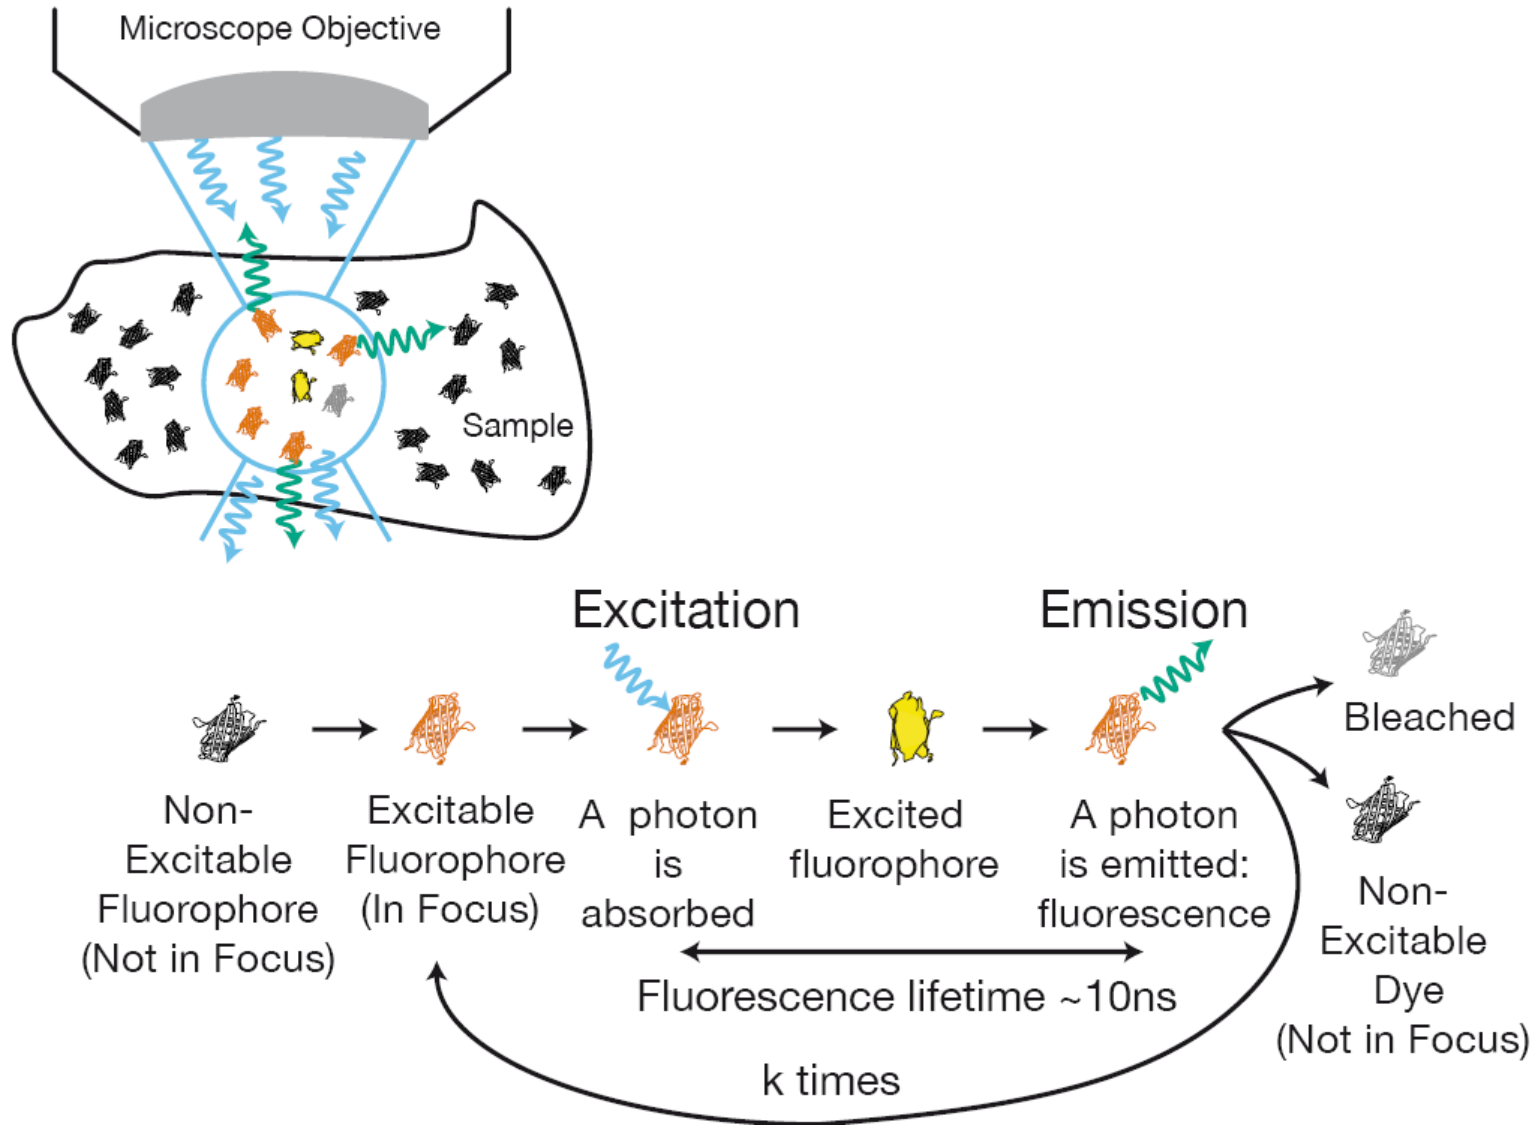 Microscope Objective
Sample
Excitation
Emission
Non-
Excitable
Fluorophore
(Not in Focus)
Excitable
Fluorophore
(In Focus)
A photon
is
absorbed
Excited
fluorophore
A photon
is emitted:
fluorescence
Bleached
Non-
Excitable
Dye
(Not in Focus)
Fluorescence lifetime ~10ns
k times